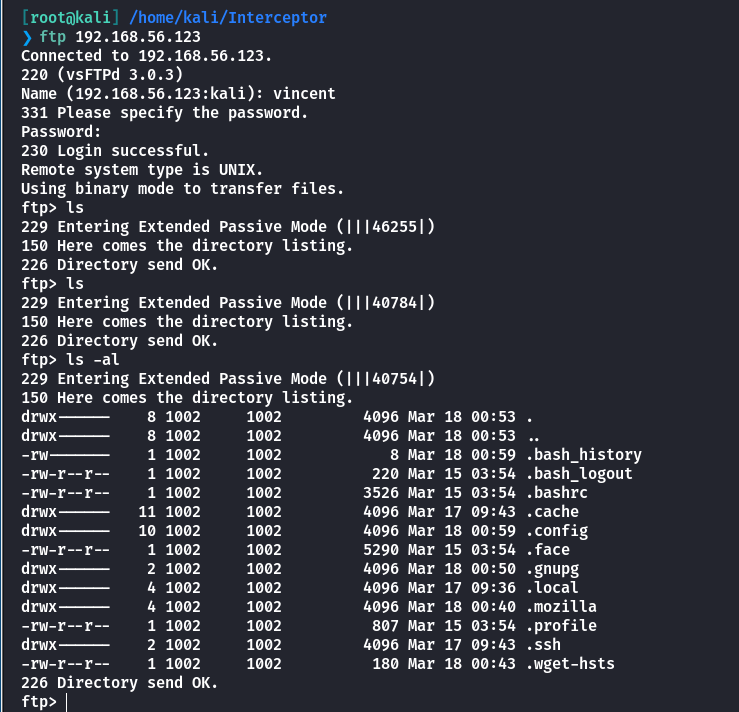 [root@kali] /home/kali/Interceptor
❯ ftp 192.168.56.123
Connected to 192.168.56.123.
220 (vsFTPd 3.0.3)
Name (192.168.56.123:kali): vincent
331 Please specify the password.
Password:
230 Login successful.
Remote system type is UNIX.
Using binary mode to transfer files.
ftp> ls
229 Entering Extended Passive Mode (|||46255|)
150 Here comes the directory listing.
226 Directory send OK.
ftp> ls
229 Entering Extended Passive Mode (|||40784|)
150 Here comes the directory listing.
226 Directory send OK.
ftp> ls -al
229 Entering Extended Passive Mode (|||40754|)
150 Here comes the directory listing.
drwx------    8 1002     1002         4096 Mar 18 00:53 .
drwx------    8 1002     1002         4096 Mar 18 00:53 ..
-rw-------    1 1002     1002            8 Mar 18 00:59 .bash_history
-rw-r--r--    1 1002     1002          220 Mar 15 03:54 .bash_logout
-rw-r--r--    1 1002     1002         3526 Mar 15 03:54 .bashrc
drwx------   11 1002     1002         4096 Mar 17 09:43 .cache
drwx------   10 1002     1002         4096 Mar 18 00:59 .config
-rw-r--r--    1 1002     1002         5290 Mar 15 03:54 .face
drwx------    2 1002     1002         4096 Mar 18 00:50 .gnupg
drwx------    4 1002     1002         4096 Mar 17 09:36 .local
drwx------    4 1002     1002         4096 Mar 18 00:40 .mozilla
-rw-r--r--    1 1002     1002          807 Mar 15 03:54 .profile
drwx------    2 1002     1002         4096 Mar 17 09:43 .ssh
-rw-r--r--    1 1002     1002          180 Mar 18 00:43 .wget-hsts
226 Directory send OK.
ftp>